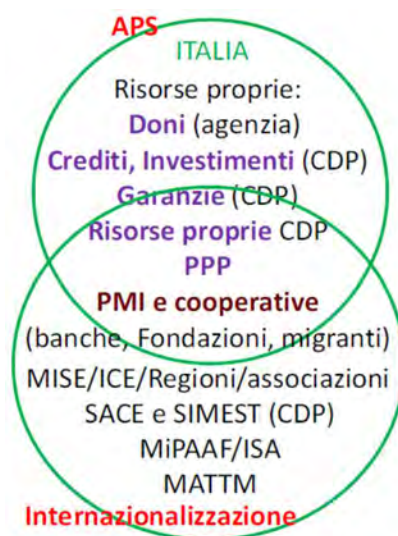 APS
ITALIA
Risorse proprie:
Doni (agenzia)
Crediti, Investimenti (CDP)
Garanzie (CDP)
Risorse proprie CDP
PPP
PMI e cooperative
(banche, Fondazioni, migranti)
MISE/ICE/Regioni/associazioni
SACE e SIMEST (CDP)
MiPAAF/ISA
MATTM
Internazionalizzazione